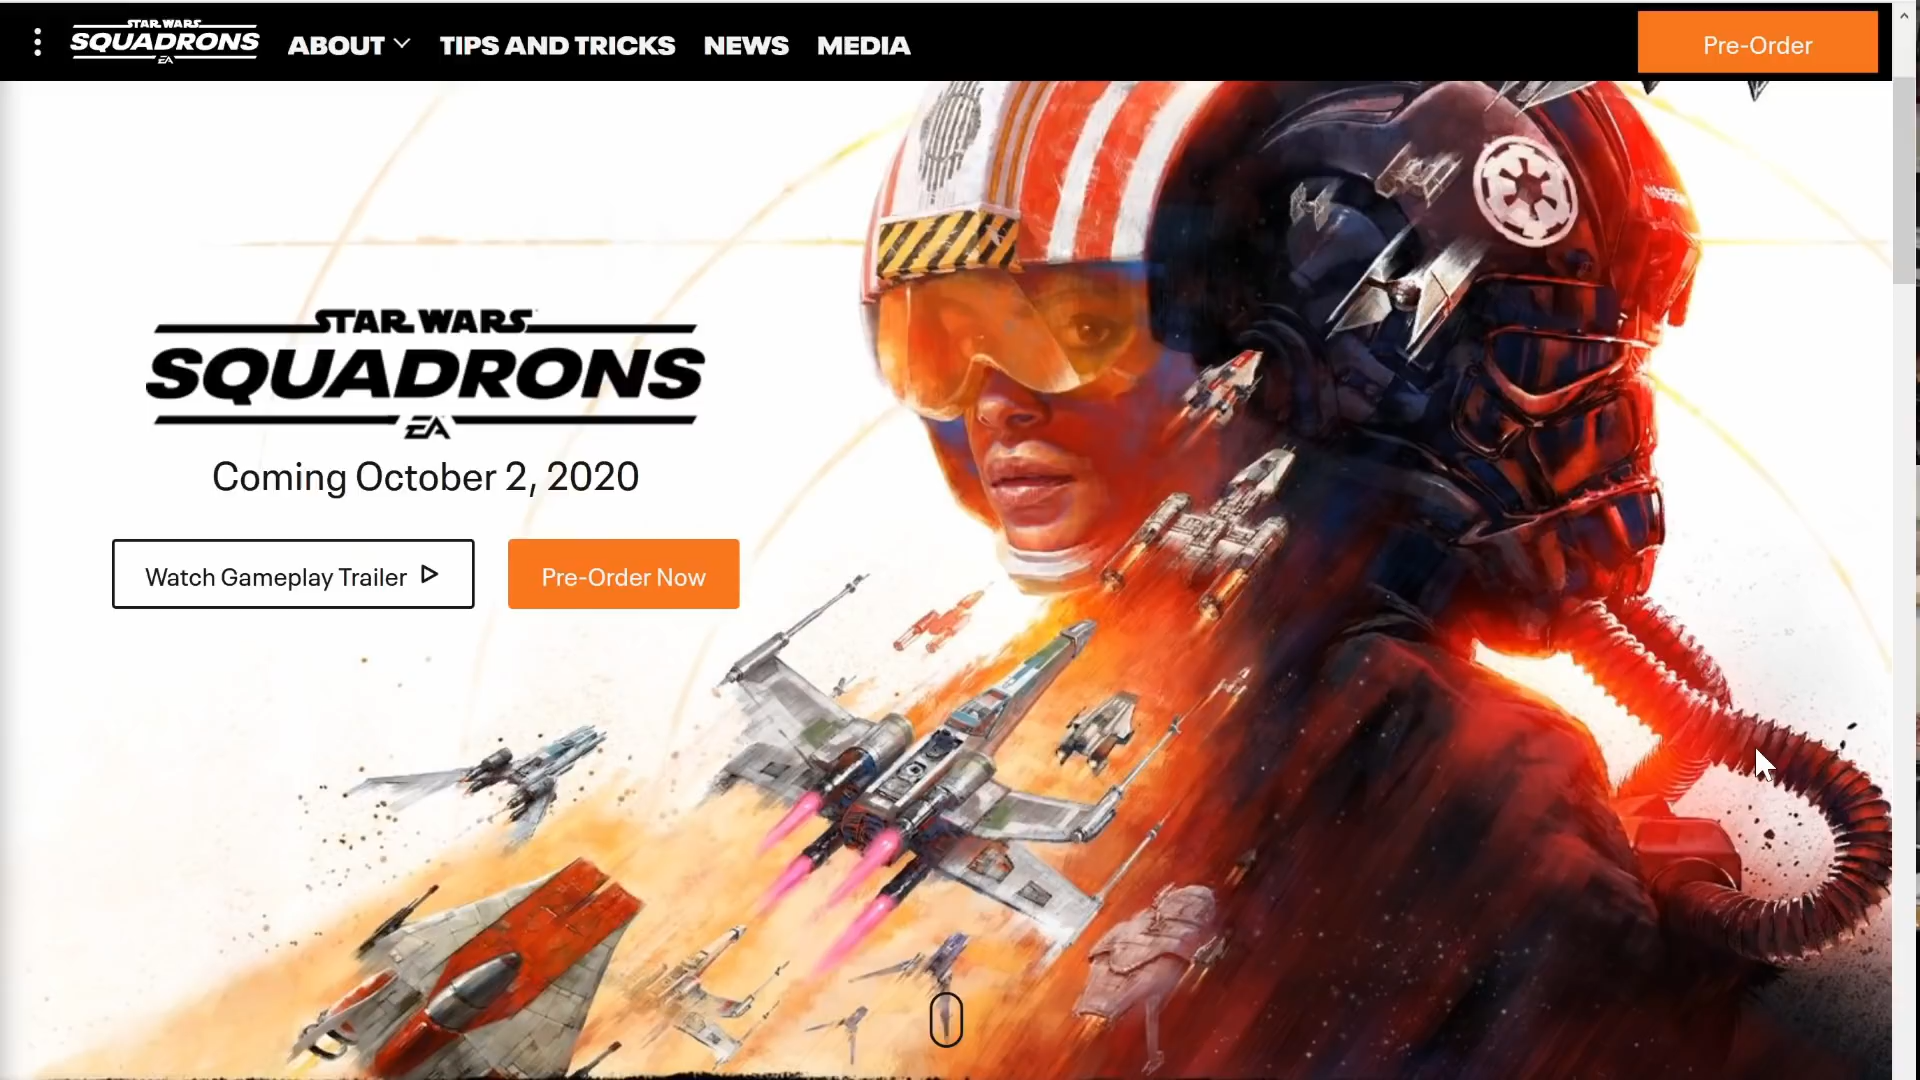 STAR WARS
SQUADRONS
EA
ABOUT
TIPS AND TRICKS
NEWS
MEDIA
Pre-Order
STAR WARS
SQUADRONS
EA
Coming October 2, 2020
Watch Gameplay Trailer
Pre-Order Now